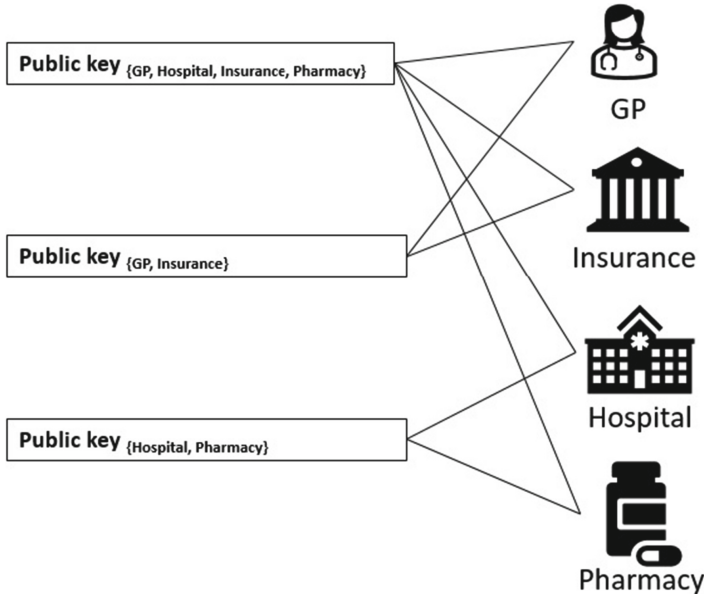 Public key {GP, Hospital, Insurance, Pharmacy}
GP
Insurance
Public key {GP, Insurance}
Hospital
Public key {Hospital, Pharmacy}
Pharmacy